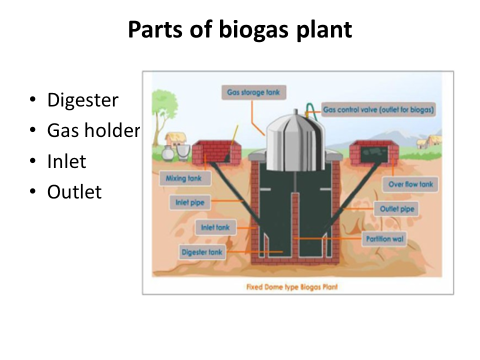 Parts of biogas plant
• Digester
• Gas holder
• Inlet
• Outlet
Gas storage tank
Gas control valve (outlet for biogas)
Mixing tank
Over flow tank
Inlet pipe
Outlet pipe
Inlet tank
Partition wal
Digester tank
Fixed Dome type Biogas Plant